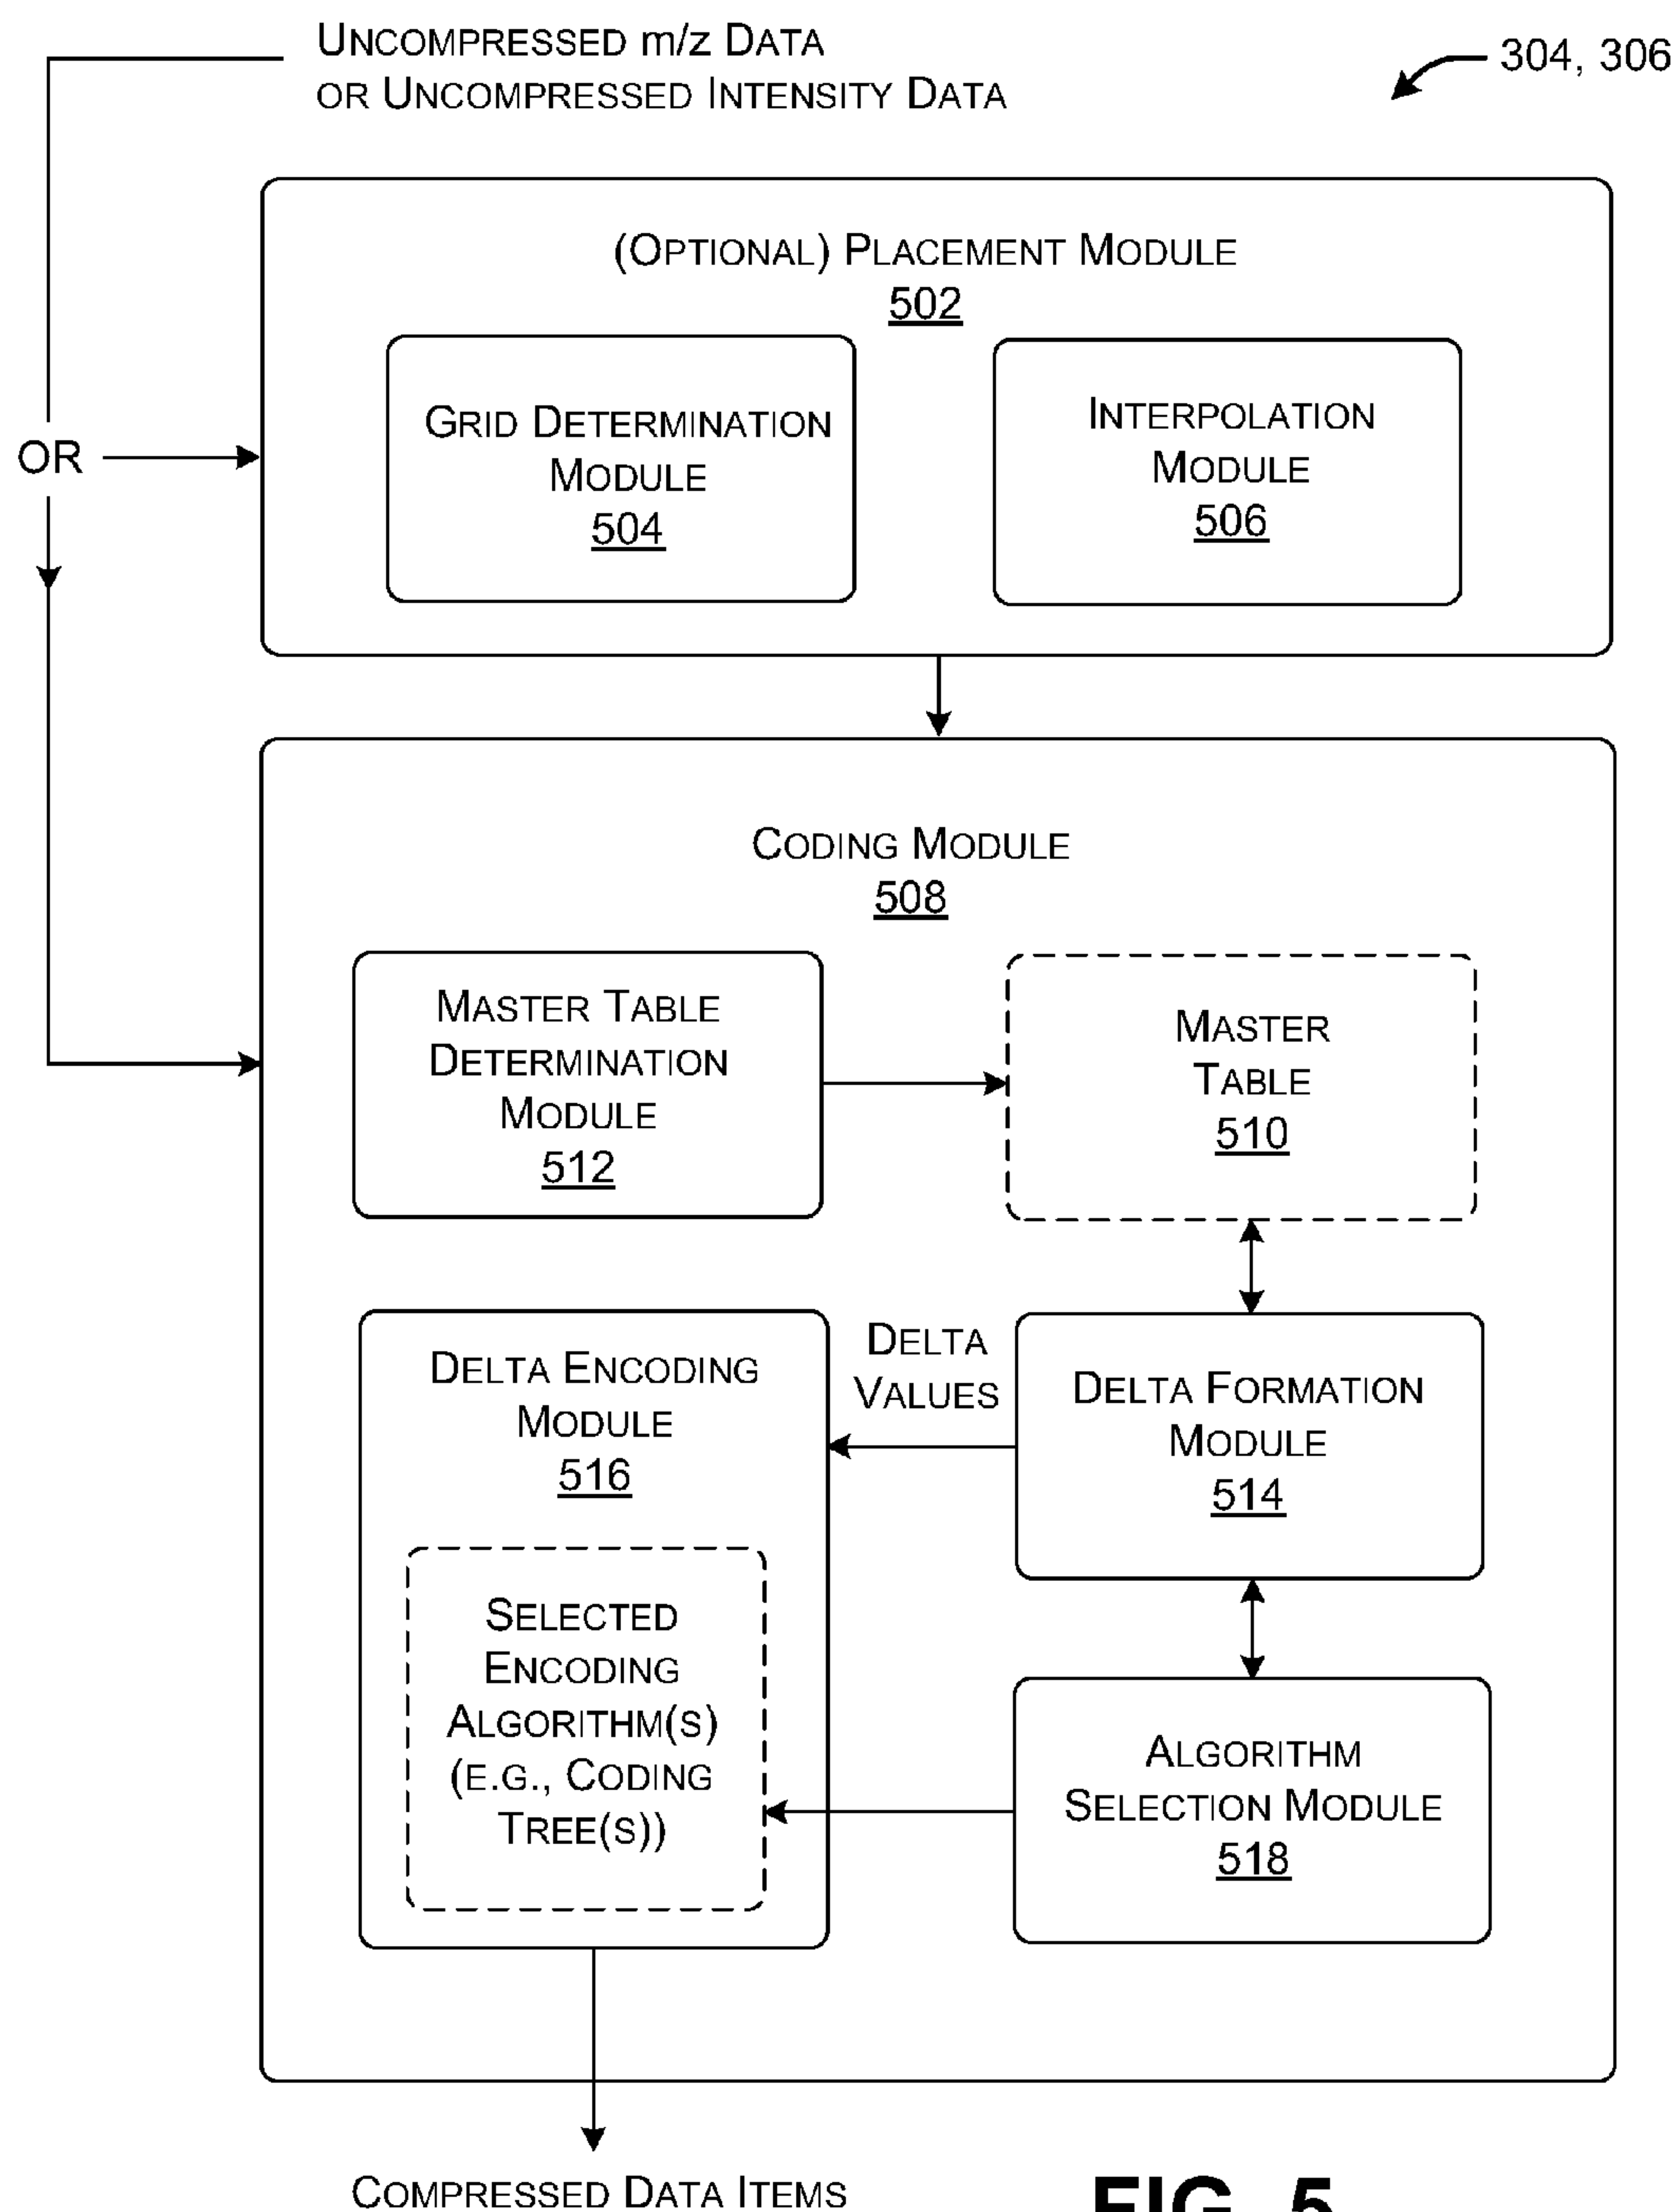 UNCOMPRESSED m/z DATA
OR UNCOMPRESSED INTENSITY DATA
304, 306
(OPTIONAL) PLACEMENT MODULE
502
GRID DETERMINATION
MODULE
504
INTERPOLATION
MODULE
506
OR
CODING MODULE
508
MASTER TABLE
DETERMINATION
MODULE
512
MASTER
TABLE
510
DELTA ENCODING
MODULE
516
DELTA
VALUES
DELTA FORMATION
MODULE
514
SELECTED
ENCODING
ALGORITHM(S)
(E.G., CODING
TREE(S))
ALGORITHM
SELECTION MODULE
518
COMPRESSED DATA ITEMS
FIG. 5